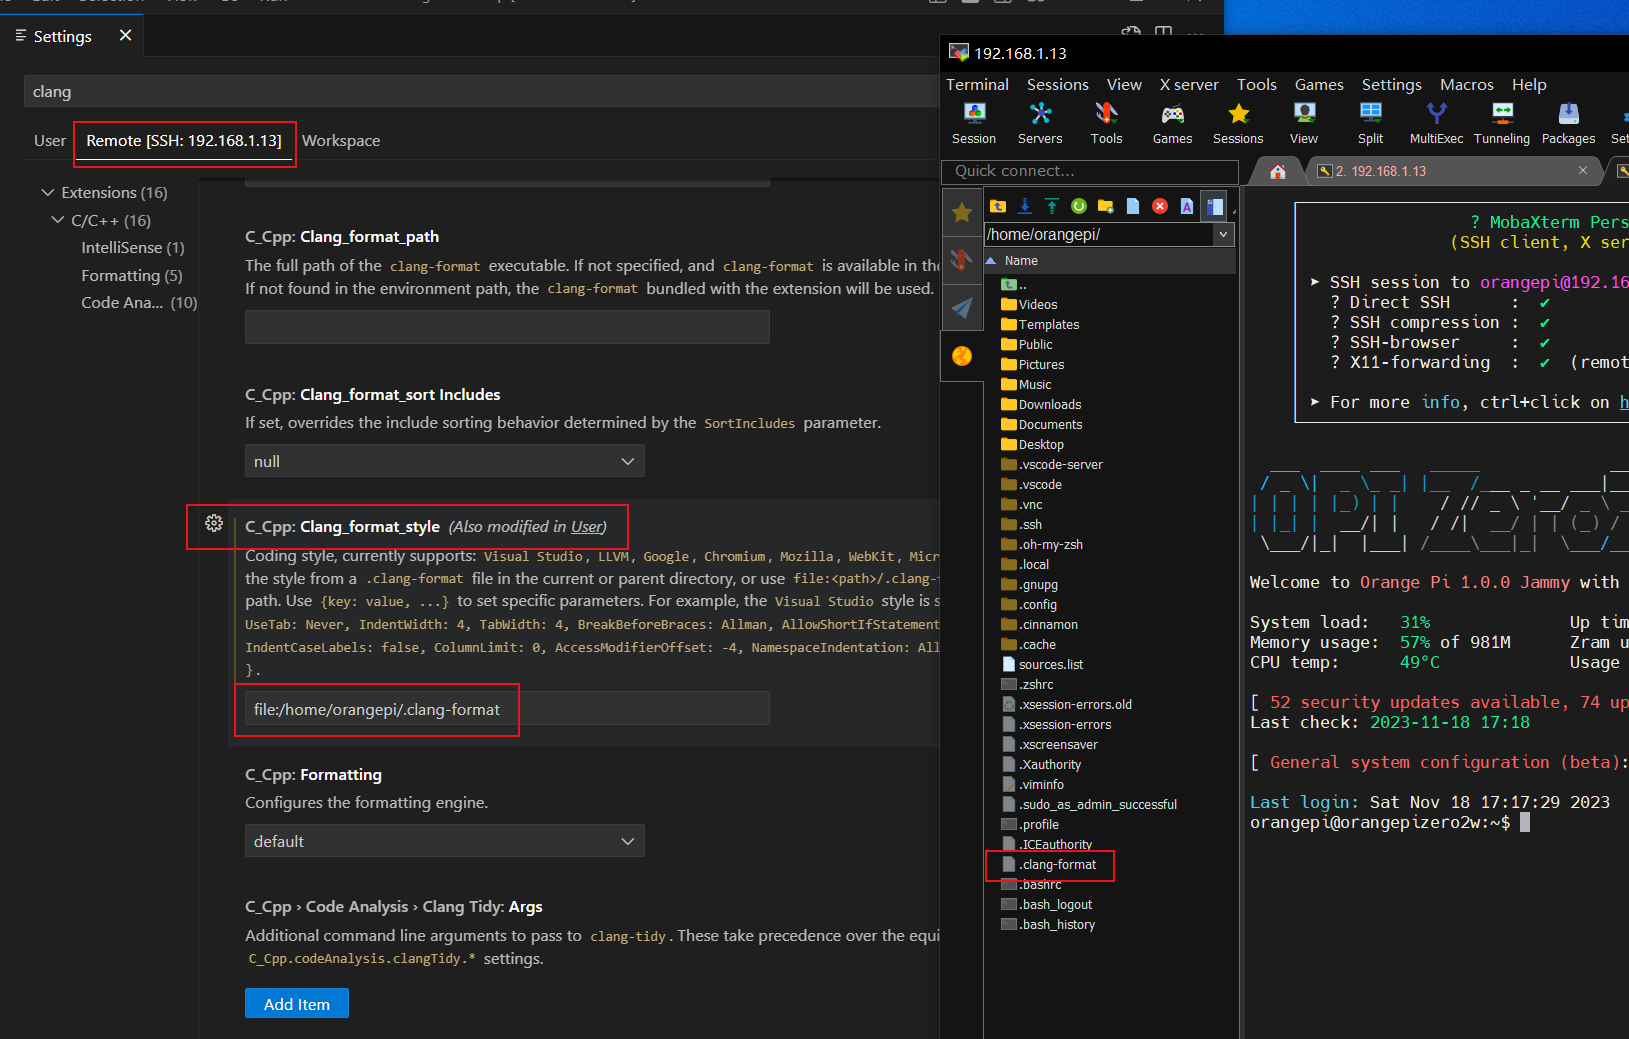 Settings
clang
User
Remote [SSH: 192.168.1.13]
Workspace
Extensions (16)
C/C++ (16)
IntelliSense (1)
Formatting (5)
Code Ana... (10)
C_Cpp: Clang_format_path
The full path of the clang-format executable. If not specified, and clang-format is available in the
If not found in the environment path, the clang-format bundled with the extension will be used.
C_Cpp: Clang_format_sort Includes
If set, overrides the include sorting behavior determined by the SortIncludes parameter.
null
C_Cpp: Clang_format_style (Also modified in User)
Coding style, currently supports: Visual Studio, LLVM, Google, Chromium, Mozilla, WebKit, Micr
the style from a .clang-format file in the current or parent directory, or use file:<path>/.clang-
path. Use {key: value, ...} to set specific parameters. For example, the Visual Studio style is s
UseTab: Never, IndentWidth: 4, TabWidth: 4, BreakBeforeBraces: Allman, AllowShortIfStatement
IndentCaseLabels: false, ColumnLimit: 0, AccessModifierOffset: -4, NamespaceIndentation: All
}.
file:/home/orangepi/.clang-format
C_Cpp: Formatting
Configures the formatting engine.
default
C_Cpp › Code Analysis › Clang Tidy: Args
Additional command line arguments to pass to clang-tidy. These take precedence over the equi
C_Cpp.codeAnalysis.clangTidy.* settings.
Add Item
192.168.1.13
Terminal Sessions View X server Tools Games Settings Macros Help
Session Servers Tools Games Sessions View Split MultiExec Tunneling Packages Set
Quick connect...
2. 192.168.1.13
/home/orangepi/
Name
..
Videos
Templates
Public
Pictures
Music
Downloads
Documents
Desktop
.vscode-server
.vscode
.vnc
.ssh
.oh-my-zsh
.local
.gnupg
.config
.cinnamon
.cache
sources.list
.zshrc
.xsession-errors.old
.xsession-errors
.xscreensaver
.Xauthority
.viminfo
.sudo_as_admin_successful
.profile
.ICEauthority
.clang-format
.bashrc
.bash_logout
.bash_history
? MobaXterm Pers
(SSH client, X ser
➤ SSH session to orangepi@192.16
? Direct SSH : ✔
? SSH compression : ✔
? SSH-browser : ✔
? X11-forwarding : ✔ (remot
➤ For more info, ctrl+click on h
OPI Zero
Welcome to Orange Pi 1.0.0 Jammy with
System load: 31% Up tim
Memory usage: 57% of 981M Zram u
CPU temp: 49°C Usage
[ 52 security updates available, 74 up
Last check: 2023-11-18 17:18
[ General system configuration (beta):
Last login: Sat Nov 18 17:17:29 2023
orangepi@orangepizero2w:~$